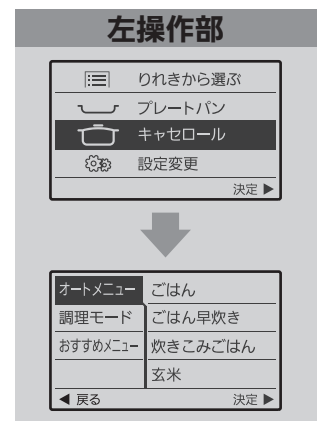 左操作部
りれきから選ぶ
プレートパン
キャセロール
設定変更
決定 ▶
オートメニュー ごはん
調理モード ごはん早炊き
おすすめメニュー 炊きこみごはん
玄米
◀ 戻る 決定 ▶